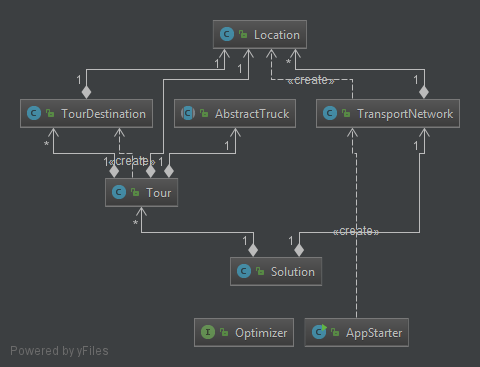 C Location
1 1 *
«create»
1 1
C TourDestination
C AbstractTruck
C TransportNetwork
* 1 «create» 1 1 1
C Tour
* «create»
1 1
C Solution
I Optimizer
C AppStarter
Powered by yFiles